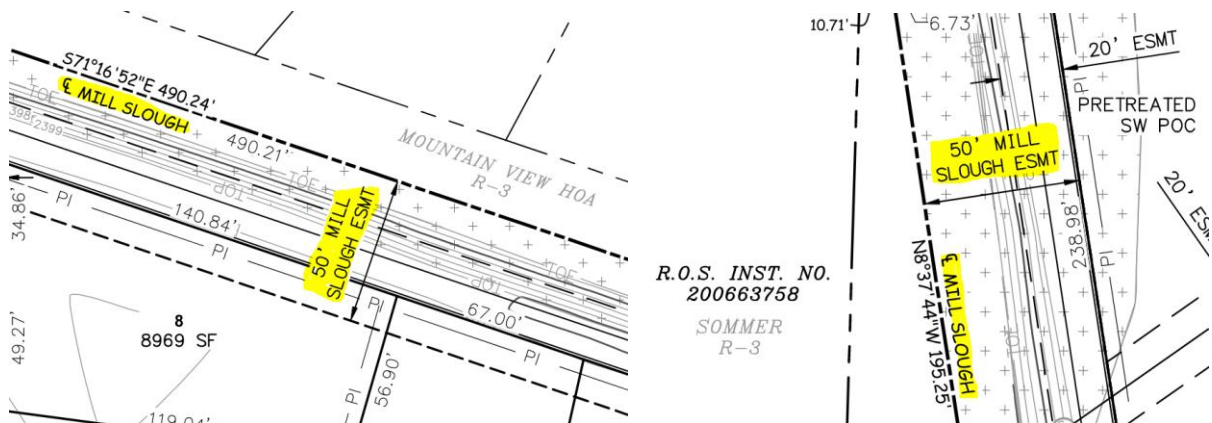 S71°16'52"E 490.24'
℄ MILL SLOUGH
TOE
2399
490.21'
TOE
TOP
MOUNTAIN VIEW HOA
R-3
140.84'
50' MILL
SLOUGH ESMT
34.86'
PI
PI
PI
PI
TOE
TOP
67.00'
PI
8
8969 SF
49.27'
56.90'
PI
119.04'
10.71'
6.73'
TOP
20' ESMT
PI
PRETREATED
SW POC
50' MILL
SLOUGH ESMT
20' ESM
238.98'
PI
R.O.S. INST. NO.
200663758
SOMMER
R-3
N8°37'44"W 195.25'
℄ MILL SLOUGH
TOP